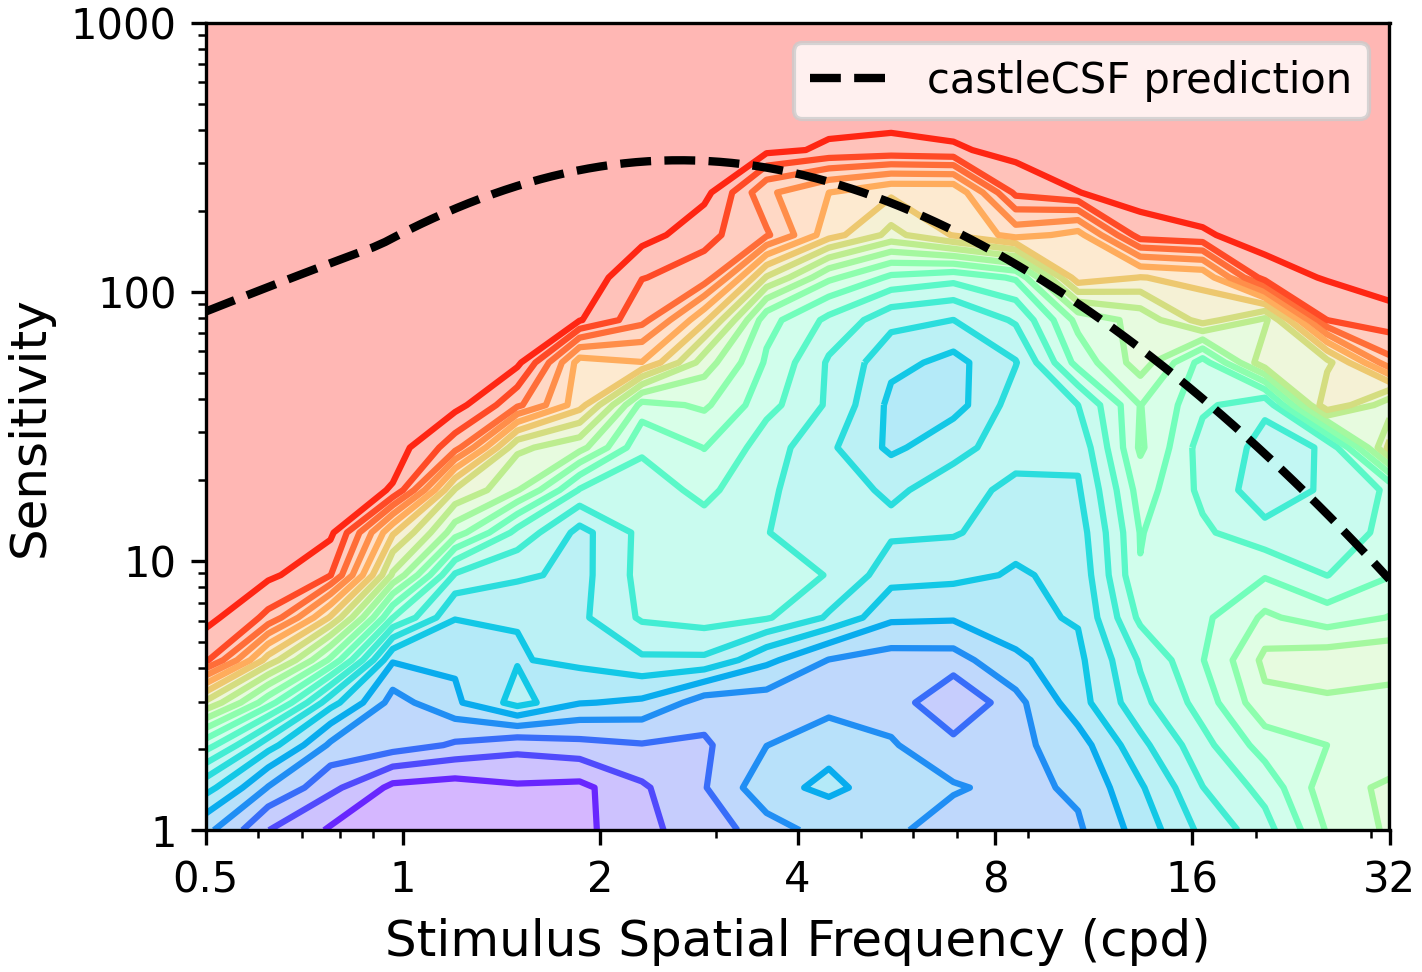 1000
castleCSF prediction
100
Sensitivity
10
1
0.5 1 2 4 8 16 32
Stimulus Spatial Frequency (cpd)